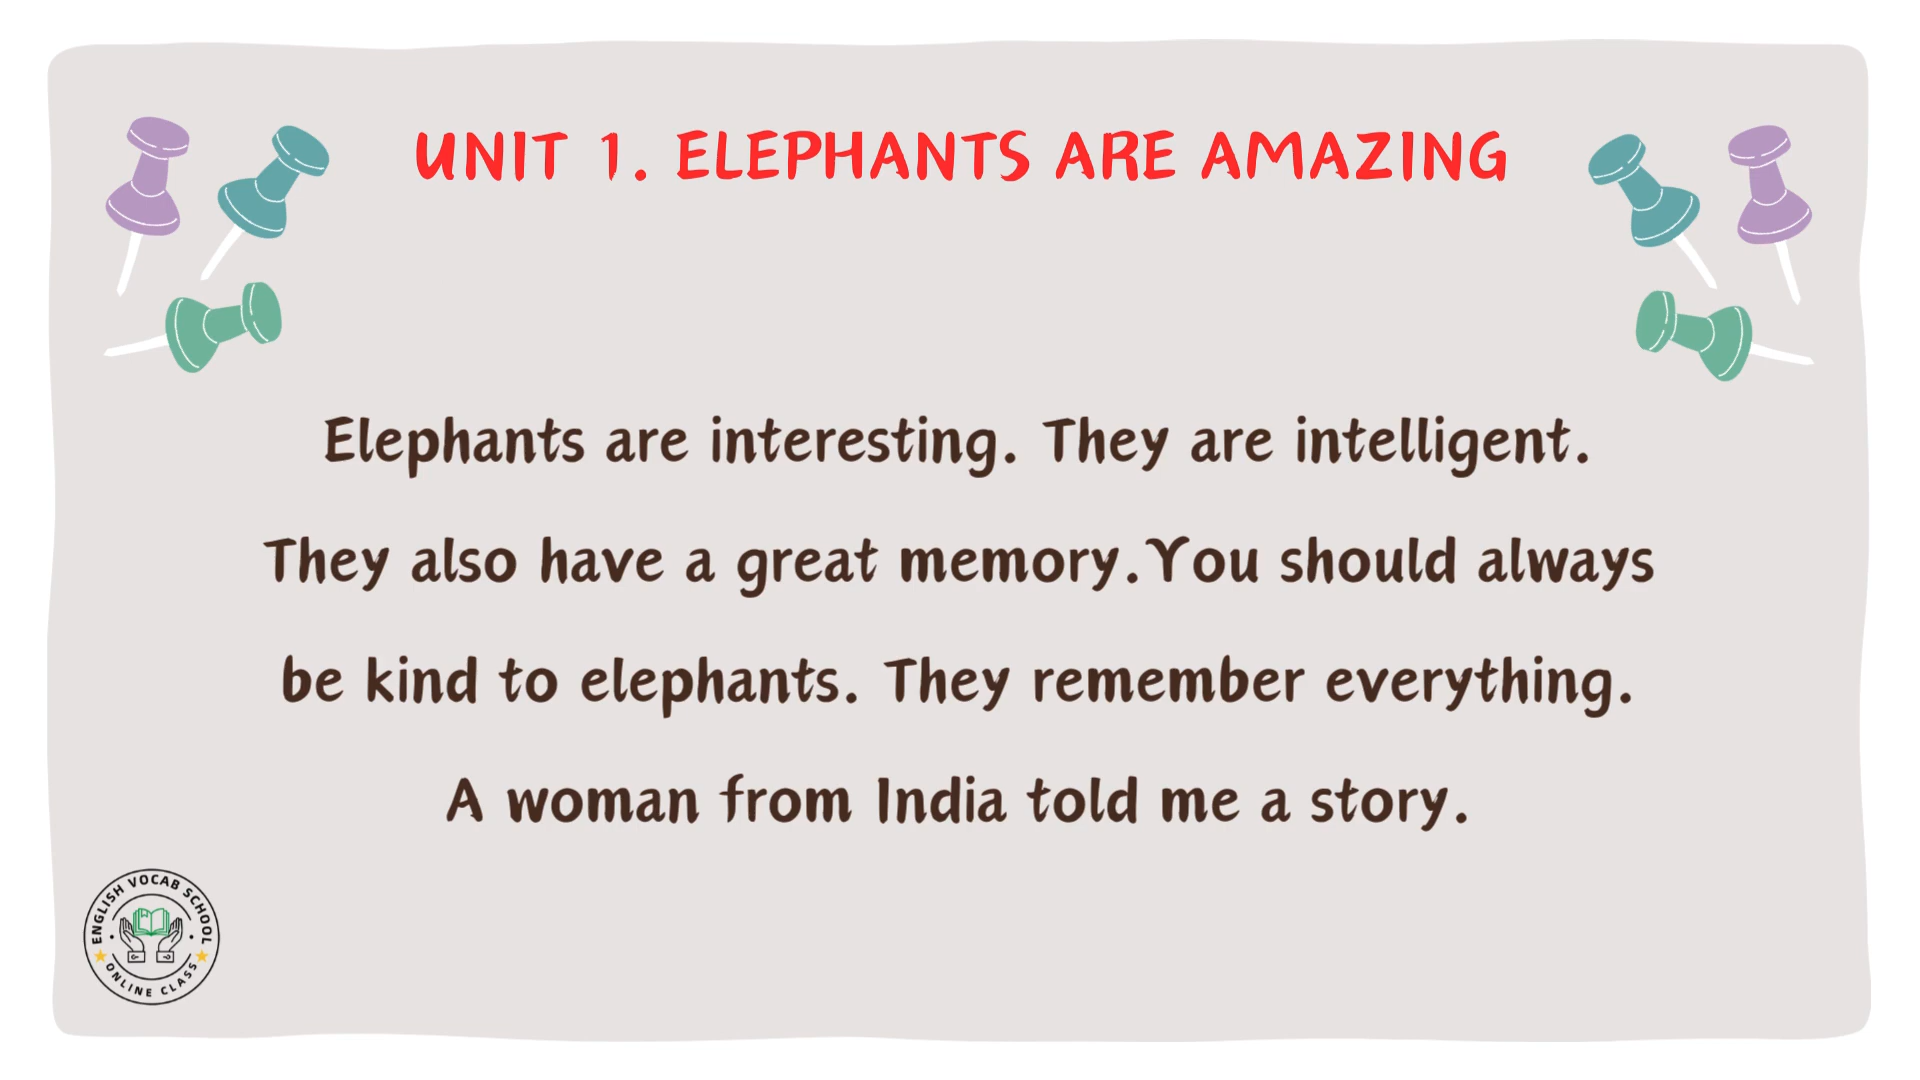 UNIT 1. ELEPHANTS ARE AMAZING
Elephants are interesting. They are intelligent.
They also have a great memory.You should always
be kind to elephants. They remember everything.
A woman from India told me a story.
ENGLISH VOCAB SCHOOL
ONLINE CLASS